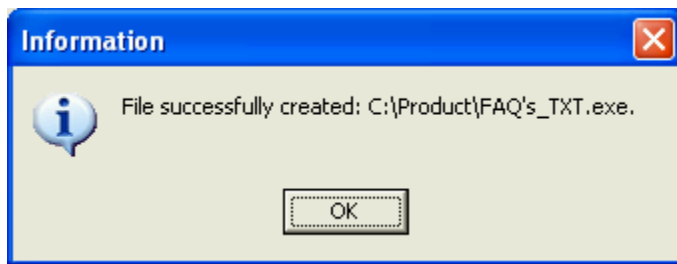 Information
File successfully created: C:\Product\FAQ's_TXT.exe.
OK